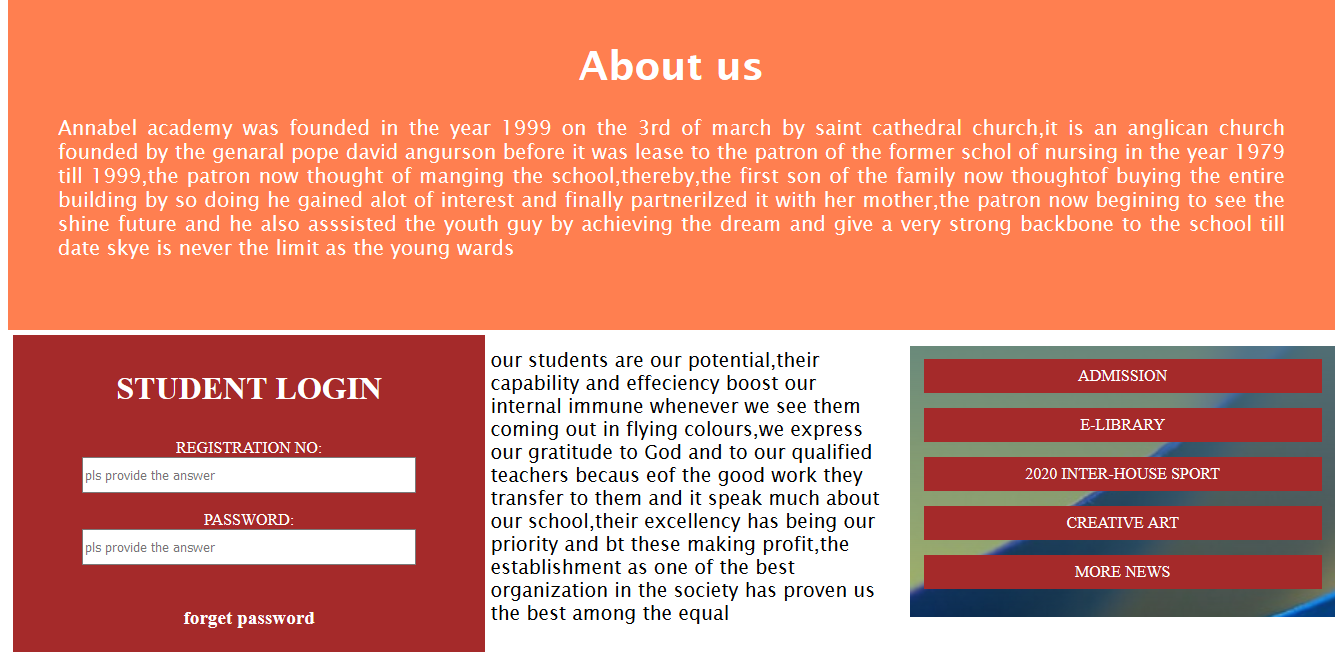 About us
Annabel academy was founded in the year 1999 on the 3rd of march by saint cathedral church,it is an anglican church
founded by the genaral pope david angurson before it was lease to the patron of the former schol of nursing in the year 1979
till 1999,the patron now thought of manging the school,thereby,the first son of the family now thoughtof buying the entire
building by so doing he gained alot of interest and finally partnerilzed it with her mother,the patron now begining to see the
shine future and he also asssisted the youth guy by achieving the dream and give a very strong backbone to the school till
date skye is never the limit as the young wards
STUDENT LOGIN
REGISTRATION NO:
pls provide the answer
PASSWORD:
pls provide the answer
forget password
our students are our potential,their
capability and effeciency boost our
internal immune whenever we see them
coming out in flying colours,we express
our gratitude to God and to our qualified
teachers becaus eof the good work they
transfer to them and it speak much about
our school,their excellency has being our
priority and bt these making profit,the
establishment as one of the best
organization in the society has proven us
the best among the equal
ADMISSION
E-LIBRARY
2020 INTER-HOUSE SPORT
CREATIVE ART
MORE NEWS